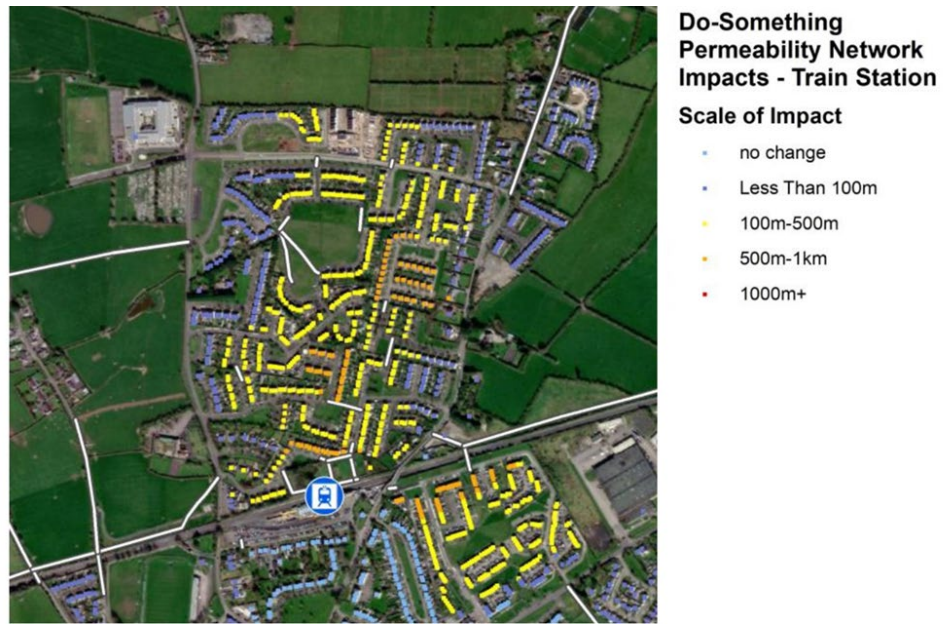 Do-Something
Permeability Network
Impacts - Train Station
Scale of Impact
no change
Less Than 100m
100m-500m
500m-1km
1000m+